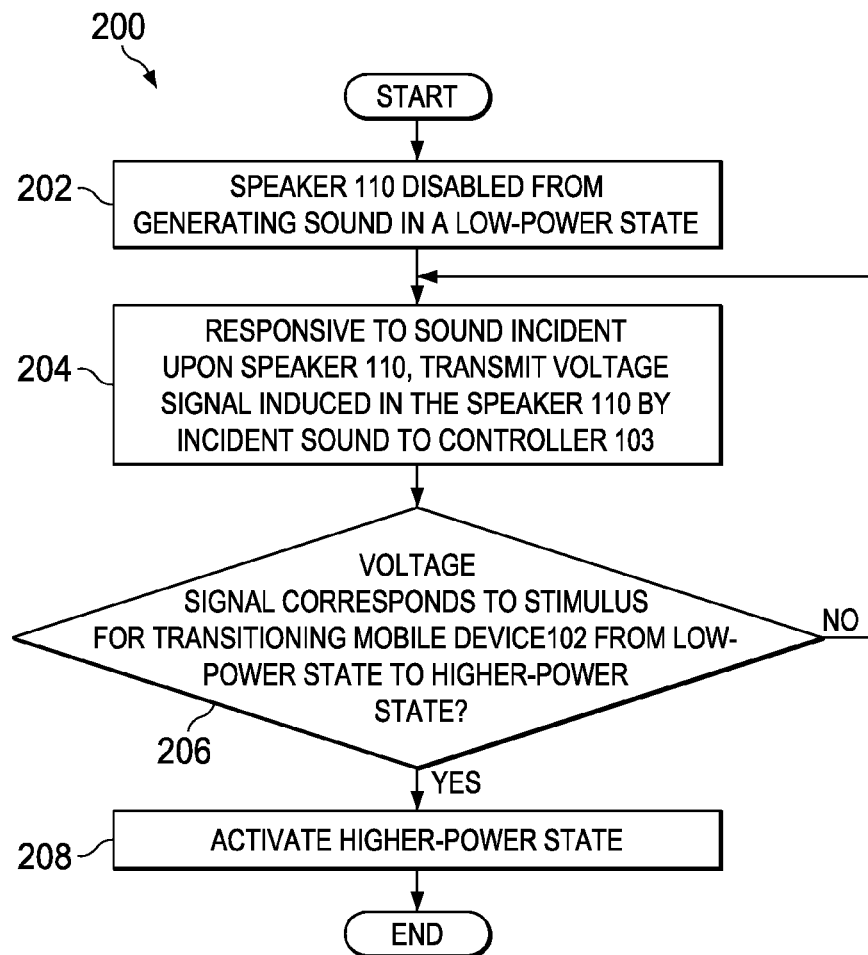 200
START
202
SPEAKER 110 DISABLED FROM
GENERATING SOUND IN A LOW-POWER STATE
204
RESPONSIVE TO SOUND INCIDENT
UPON SPEAKER 110, TRANSMIT VOLTAGE
SIGNAL INDUCED IN THE SPEAKER 110 BY
INCIDENT SOUND TO CONTROLLER 103
VOLTAGE
SIGNAL CORRESPONDS TO STIMULUS
FOR TRANSITIONING MOBILE DEVICE102 FROM LOW-
POWER STATE TO HIGHER-POWER
STATE?
NO
206
YES
208
ACTIVATE HIGHER-POWER STATE
END